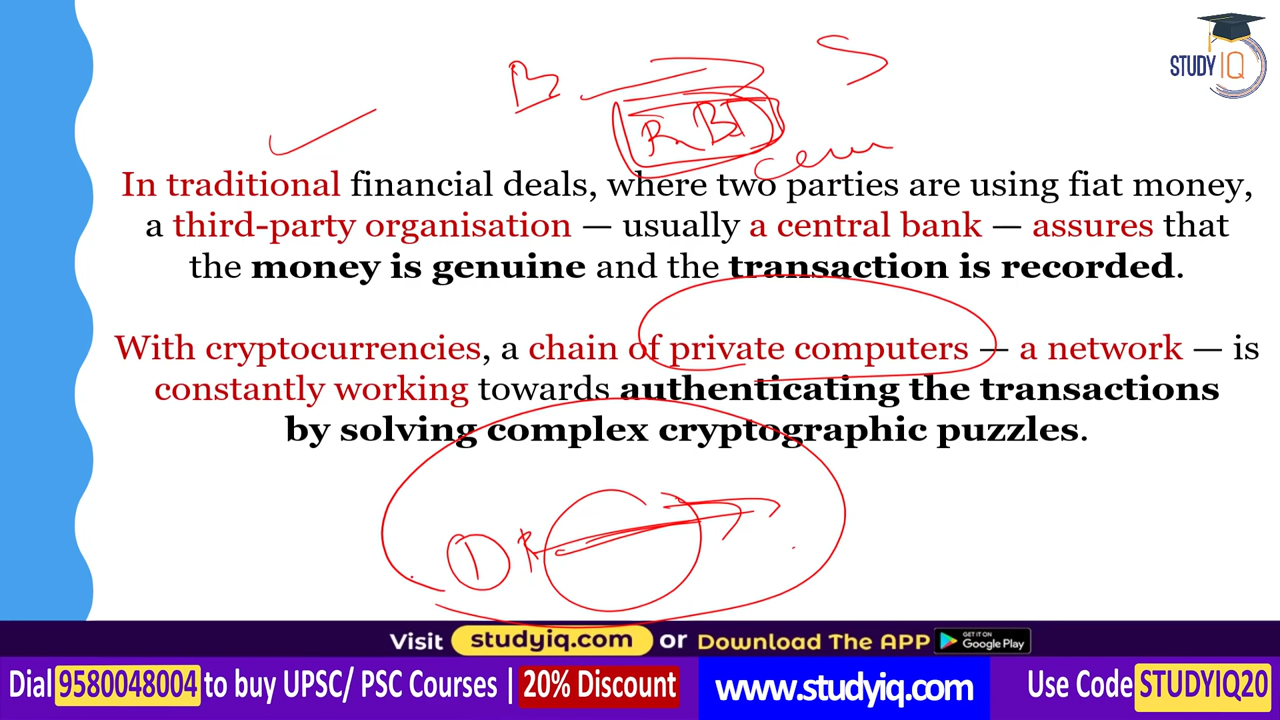 STUDY IQ
B
S
RBI
In traditional financial deals, where two parties are using fiat money,
a third-party organisation — usually a central bank — assures that
the money is genuine and the transaction is recorded.
With cryptocurrencies, a chain of private computers — a network — is
constantly working towards authenticating the transactions
by solving complex cryptographic puzzles.
Visit studyiq.com or Download The APP GET IT ON Google Play
Dial 9580048004 to buy UPSC/ PSC Courses | 20% Discount www.studyiq.com Use Code STUDYIQ20